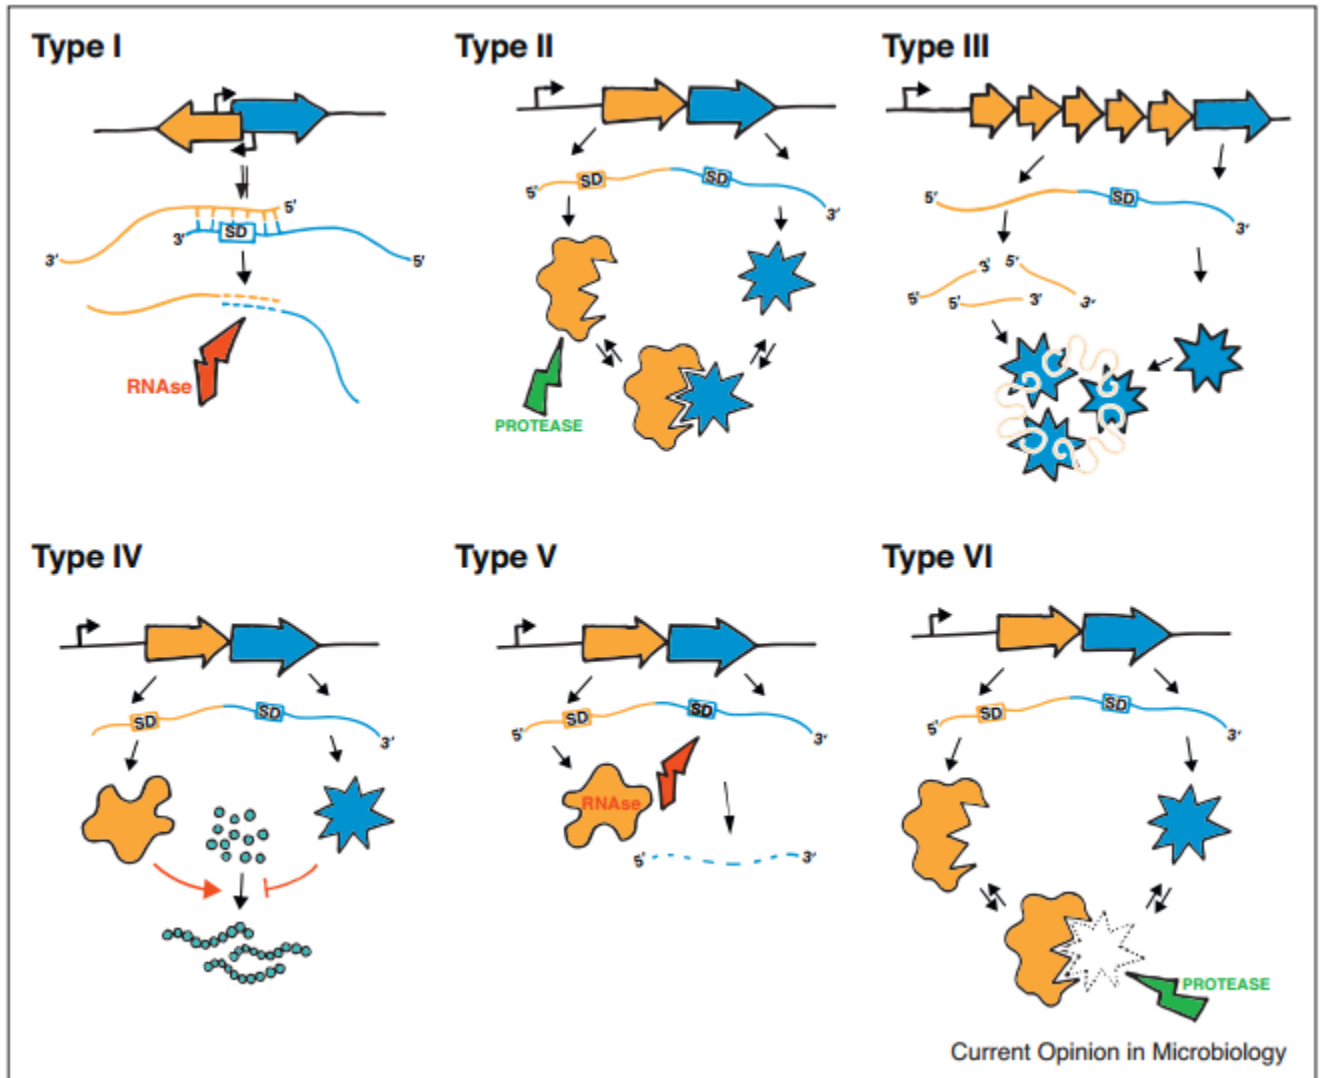 Type I
5'
3'
SD
3'
5'
RNAse
Type II
5'
SD
SD
3'
PROTEASE
Type III
5'
SD
3'
3'
5'
5'
5'
3'
3'
Type IV
SD
SD
3'
Type V
5'
SD
SD
3'
RNAse
5'
3'
Type VI
5'
SD
SD
3'
PROTEASE
Current Opinion in Microbiology